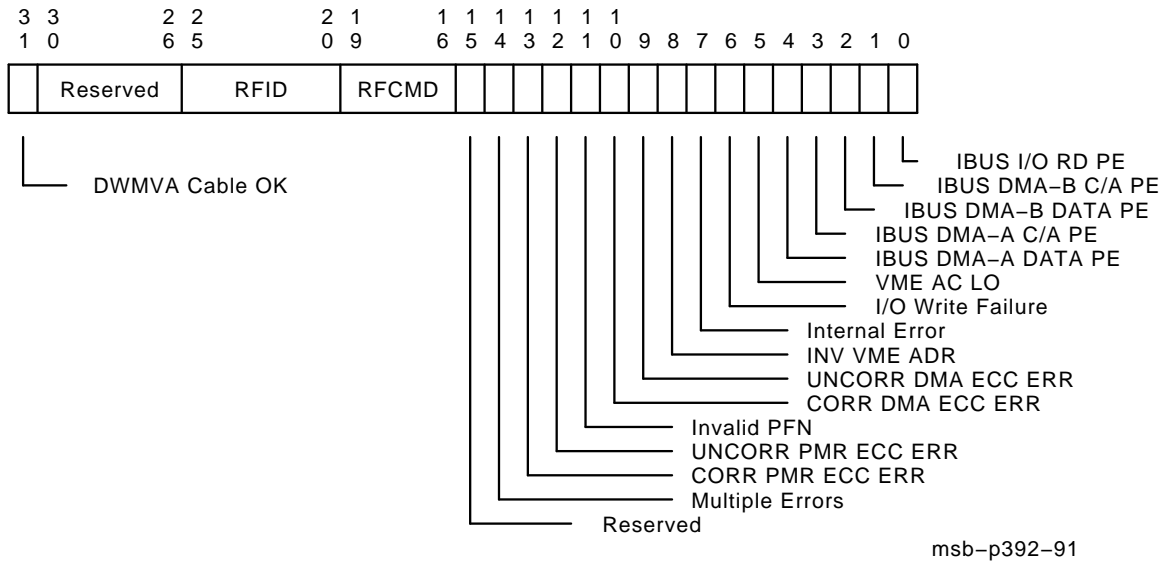 3 3 2 2 2 1 1 1 1 1 1 1 1
1 0 6 5 0 9 6 5 4 3 2 1 0 9 8 7 6 5 4 3 2 1 0
Reserved RFID RFCMD
IBUS I/O RD PE
DWMVA Cable OK
IBUS DMA–B C/A PE
IBUS DMA–B DATA PE
IBUS DMA–A C/A PE
IBUS DMA–A DATA PE
VME AC LO
I/O Write Failure
Internal Error
INV VME ADR
UNCORR DMA ECC ERR
CORR DMA ECC ERR
Invalid PFN
UNCORR PMR ECC ERR
CORR PMR ECC ERR
Multiple Errors
Reserved
msb–p392–91